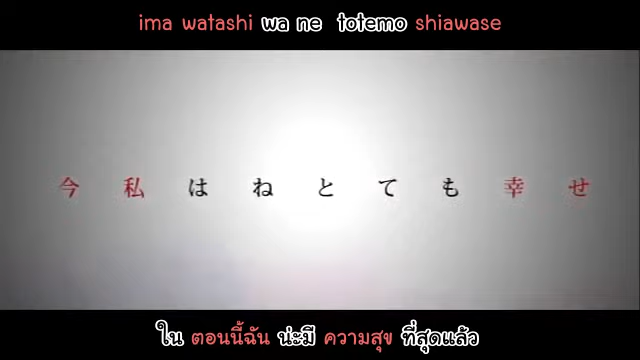 ima watashi wa ne totemo shiawase
今私はねとても幸せ
ใน ตอนนี้ฉัน น่ะมี ความสุข ที่สุดแล้ว